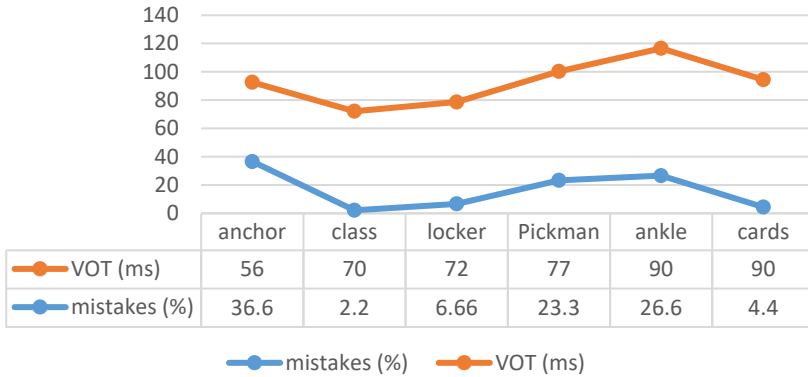 140
120
100
80
60
40
20
0
anchor class locker Pickman ankle cards
VOT (ms) 56 70 72 77 90 90
mistakes (%) 36.6 2.2 6.66 23.3 26.6 4.4
mistakes (%) VOT (ms)